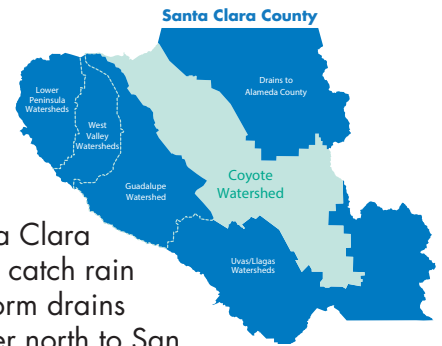 Santa Clara County
Lower
Peninsula
Watersheds
West
Valley
Watersheds
Drains to
Alameda County
Guadalupe
Watershed
Coyote
Watershed
Uvas/Llagas
Watersheds
a Clara
catch rain
orm drains
er north to San